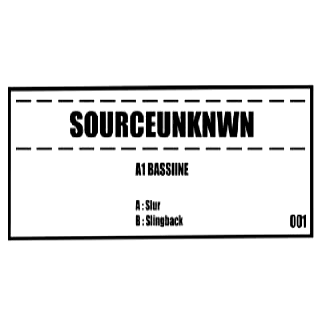 SOURCEUNKNWN
A1 BASSIINE
A : Slur
B : Slingback
001